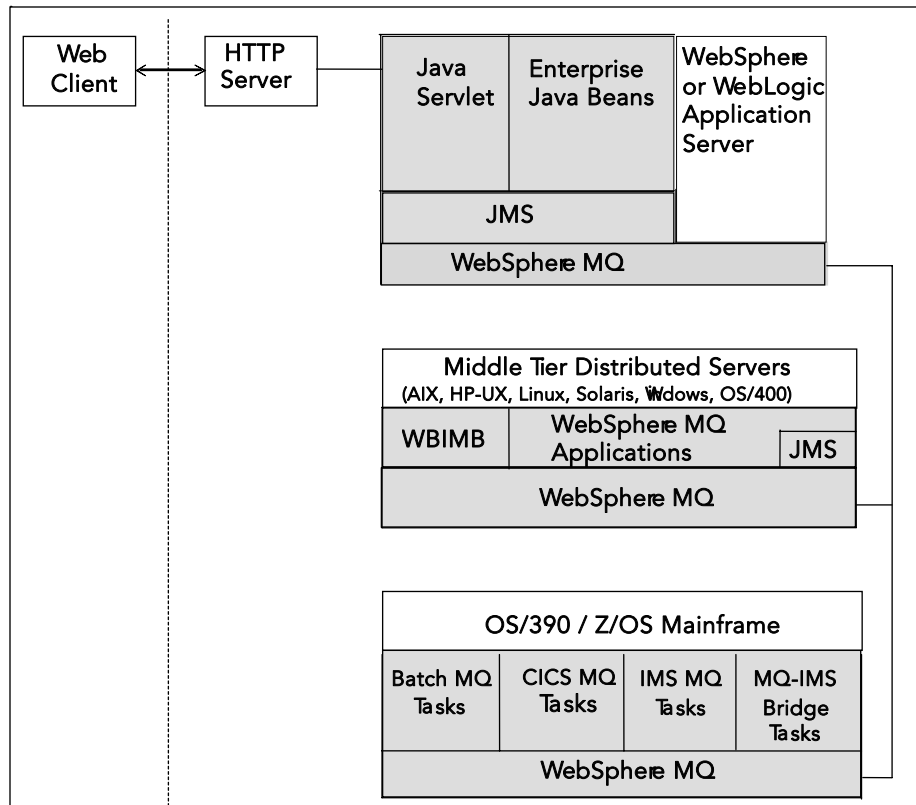 Web
Client
HTTP
Server
Java
Servlet
Enterprise
Java Beans
WebSphere
or WebLogic
Application
Server
JMS
WebSphere MQ
Middle Tier Distributed Servers
(AIX, HP-UX, Linux, Solaris, Windows, OS/400)
WBIMB
WebSphere MQ
Applications
JMS
WebSphere MQ
OS/390 / Z/OS Mainframe
Batch MQ
Tasks
CICS MQ
Tasks
IMS MQ
Tasks
MQ-IMS
Bridge
Tasks
WebSphere MQ